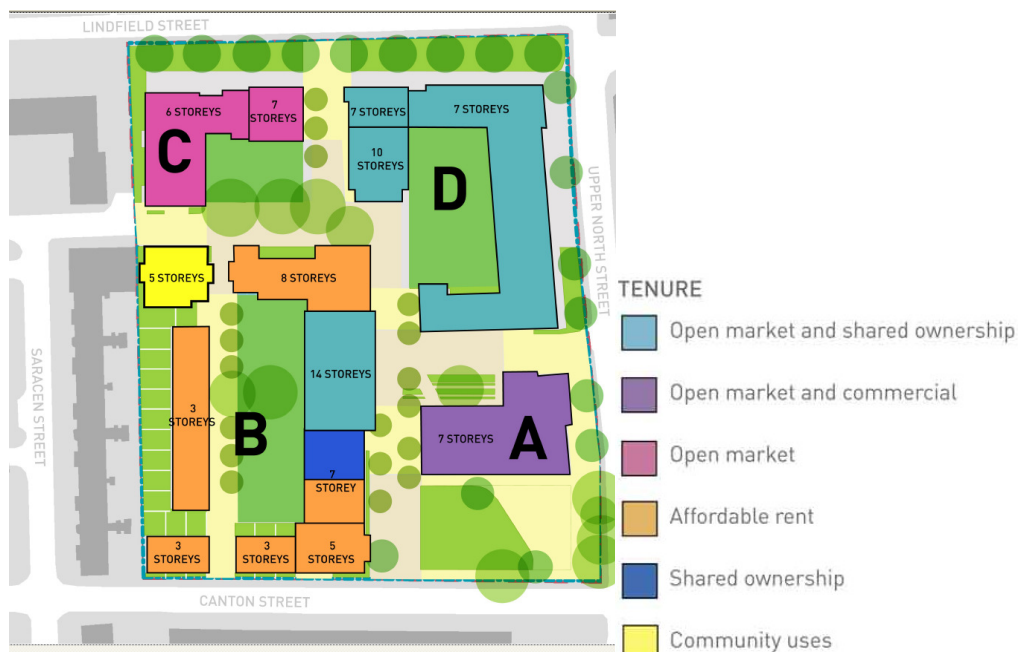 LINDFIELD STREET
6 STOREYS
7
STOREYS
C
7 STOREYS
7 STOREYS
10
STOREYS
D
UPPER NORTH STREET
5 STOREYS
8 STOREYS
14 STOREYS
SARACEN STREET
3
STOREYS
B
7 STOREYS
A
7
STOREY
3
STOREYS
3
STOREYS
5
STOREYS
CANTON STREET
TENURE
Open market and shared ownership
Open market and commercial
Open market
Affordable rent
Shared ownership
Community uses